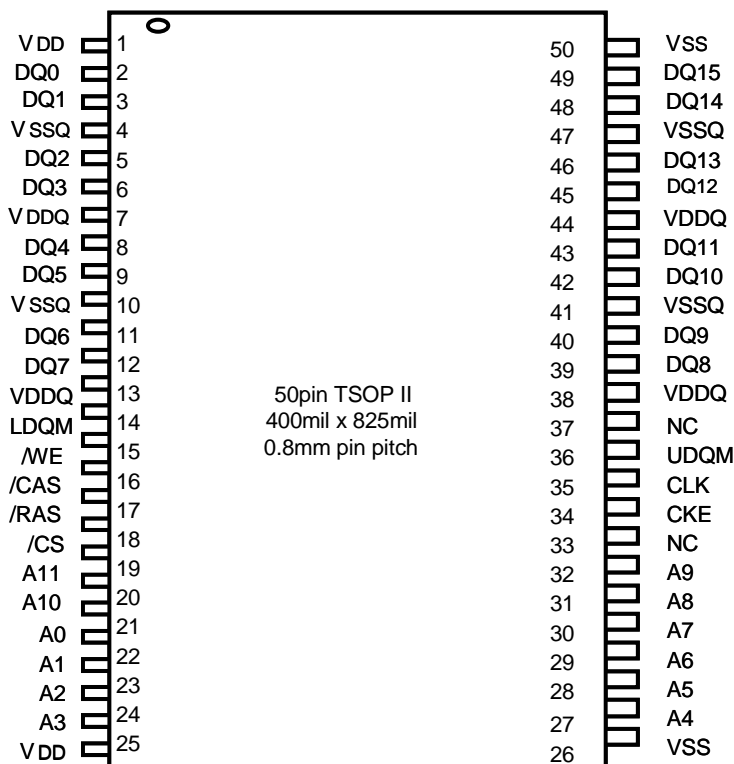 VDD 1 50 VSS
DQ0 2 49 DQ15
DQ1 3 48 DQ14
VSSQ 4 47 VSSQ
DQ2 5 46 DQ13
DQ3 6 45 DQ12
VDDQ 7 44 VDDQ
DQ4 8 43 DQ11
DQ5 9 42 DQ10
VSSQ 10 41 VSSQ
DQ6 11 40 DQ9
DQ7 12 39 DQ8
VDDQ 13 50pin TSOP II 38 VDDQ
LDQM 14 400mil x 825mil 37 NC
/WE 15 0.8mm pin pitch 36 UDQM
/CAS 16 35 CLK
/RAS 17 34 CKE
/CS 18 33 NC
A11 19 32 A9
A10 20 31 A8
A0 21 30 A7
A1 22 29 A6
A2 23 28 A5
A3 24 27 A4
VDD 25 26 VSS